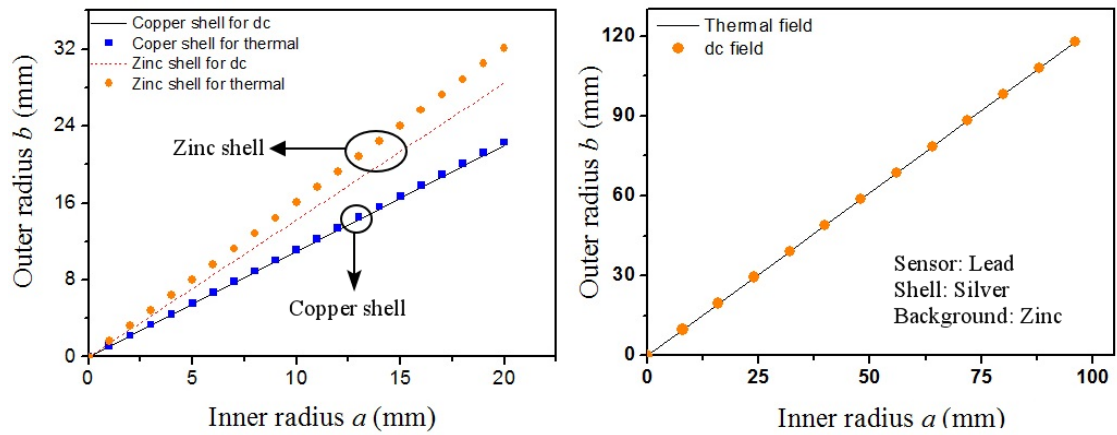 Copper shell for dc
Coper shell for thermal
Zinc shell for dc
Zinc shell for thermal
32
24
16
8
0
Outer radius b (mm)
Zinc shell
Copper shell
0 5 10 15 20
Inner radius a (mm)
Thermal field
dc field
120
90
60
30
0
Outer radius b (mm)
Sensor: Lead
Shell: Silver
Background: Zinc
0 25 50 75 100
Inner radius a (mm)